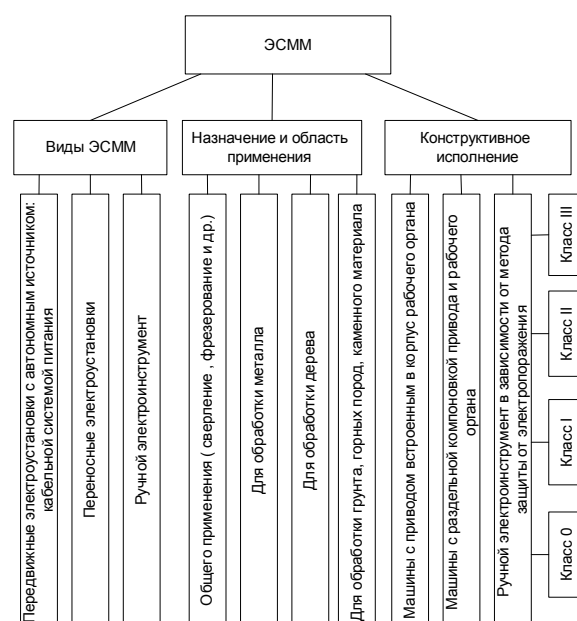 ЭСММ
Виды ЭСММ
Назначение и область
применения
Конструктивное
исполнение
Передвижные электроустановки с автономным источником:
кабельной системой питания
Переносные электроустановки
Ручной электроинструмент
Общего применения ( сверление , фрезерование и др.)
Для обработки металла
Для обработки дерева
Для обработки грунта, горных пород, каменного материала
Машины с приводом встроенным в корпус рабочего органа
Машины с раздельной компоновкой привода и рабочего
органа
Ручной электроинструмент в зависимости от метода
защиты от электропоражения
Класс III
Класс II
Класс I
Класс 0